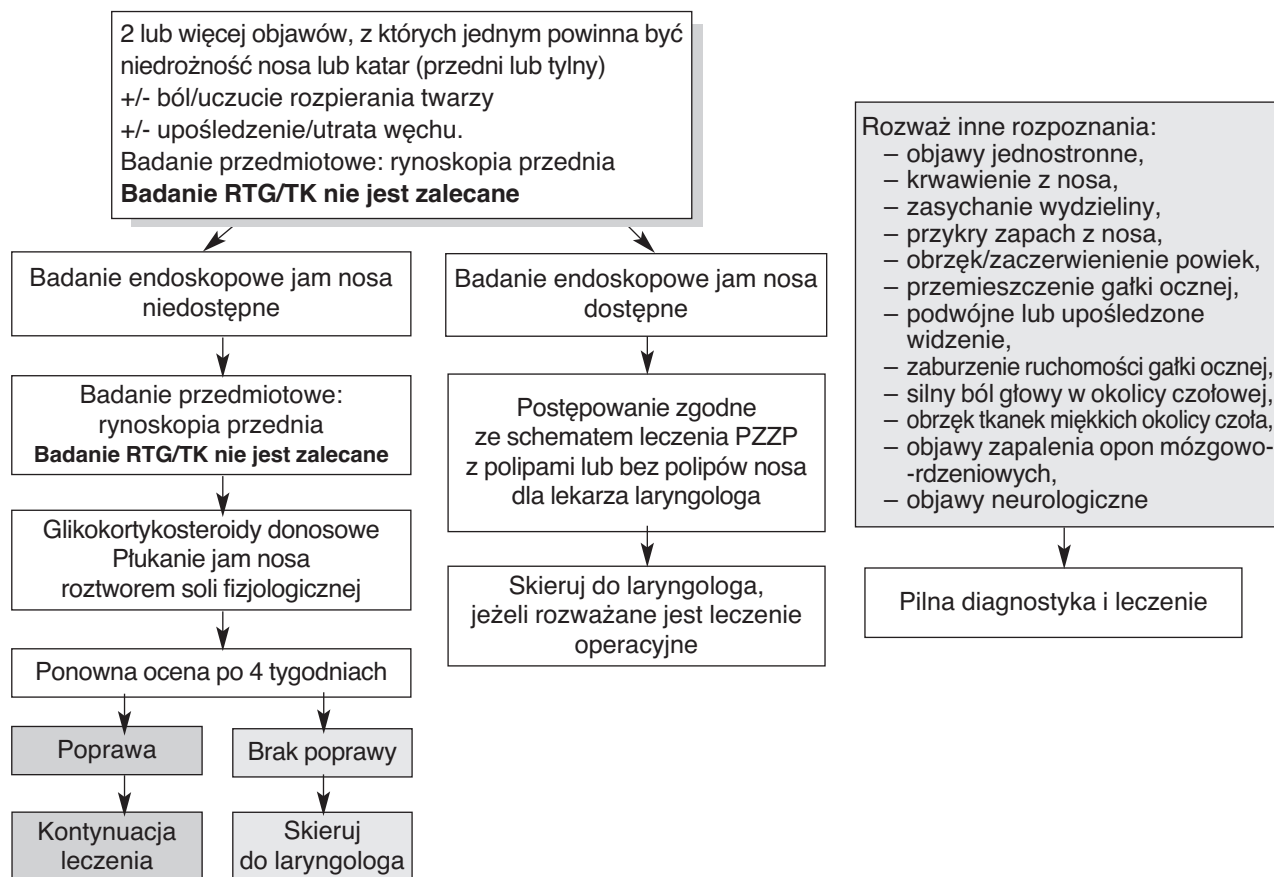 2 lub więcej objawów, z których jednym powinna być
niedrożność nosa lub katar (przedni lub tylny)
+/- ból/uczucie rozpierania twarzy
+/- upośledzenie/utrata węchu.
Badanie przedmiotowe: rynoskopia przednia
Badanie RTG/TK nie jest zalecane
Badanie endoskopowe jam nosa
niedostępne
Badanie przedmiotowe:
rynoskopia przednia
Badanie RTG/TK nie jest zalecane
Glikokortykosteroidy donosowe
Płukanie jam nosa
roztworem soli fizjologicznej
Ponowna ocena po 4 tygodniach
Poprawa
Kontynuacja
leczenia
Brak poprawy
Skieruj
do laryngologa
Badanie endoskopowe jam nosa
dostępne
Postępowanie zgodne
ze schematem leczenia PZZP
z polipami lub bez polipów nosa
dla lekarza laryngologa
Skieruj do laryngologa,
jeżeli rozważane jest leczenie
operacyjne
Rozważ inne rozpoznania:
– objawy jednostronne,
– krwawienie z nosa,
– zasychanie wydzieliny,
– przykry zapach z nosa,
– obrzęk/zaczerwienienie powiek,
– przemieszczenie gałki ocznej,
– podwójne lub upośledzone
widzenie,
– zaburzenie ruchomości gałki ocznej,
– silny ból głowy w okolicy czołowej,
– obrzęk tkanek miękkich okolicy czoła,
– objawy zapalenia opon mózgowo-
-rdzeniowych,
– objawy neurologiczne
Pilna diagnostyka i leczenie